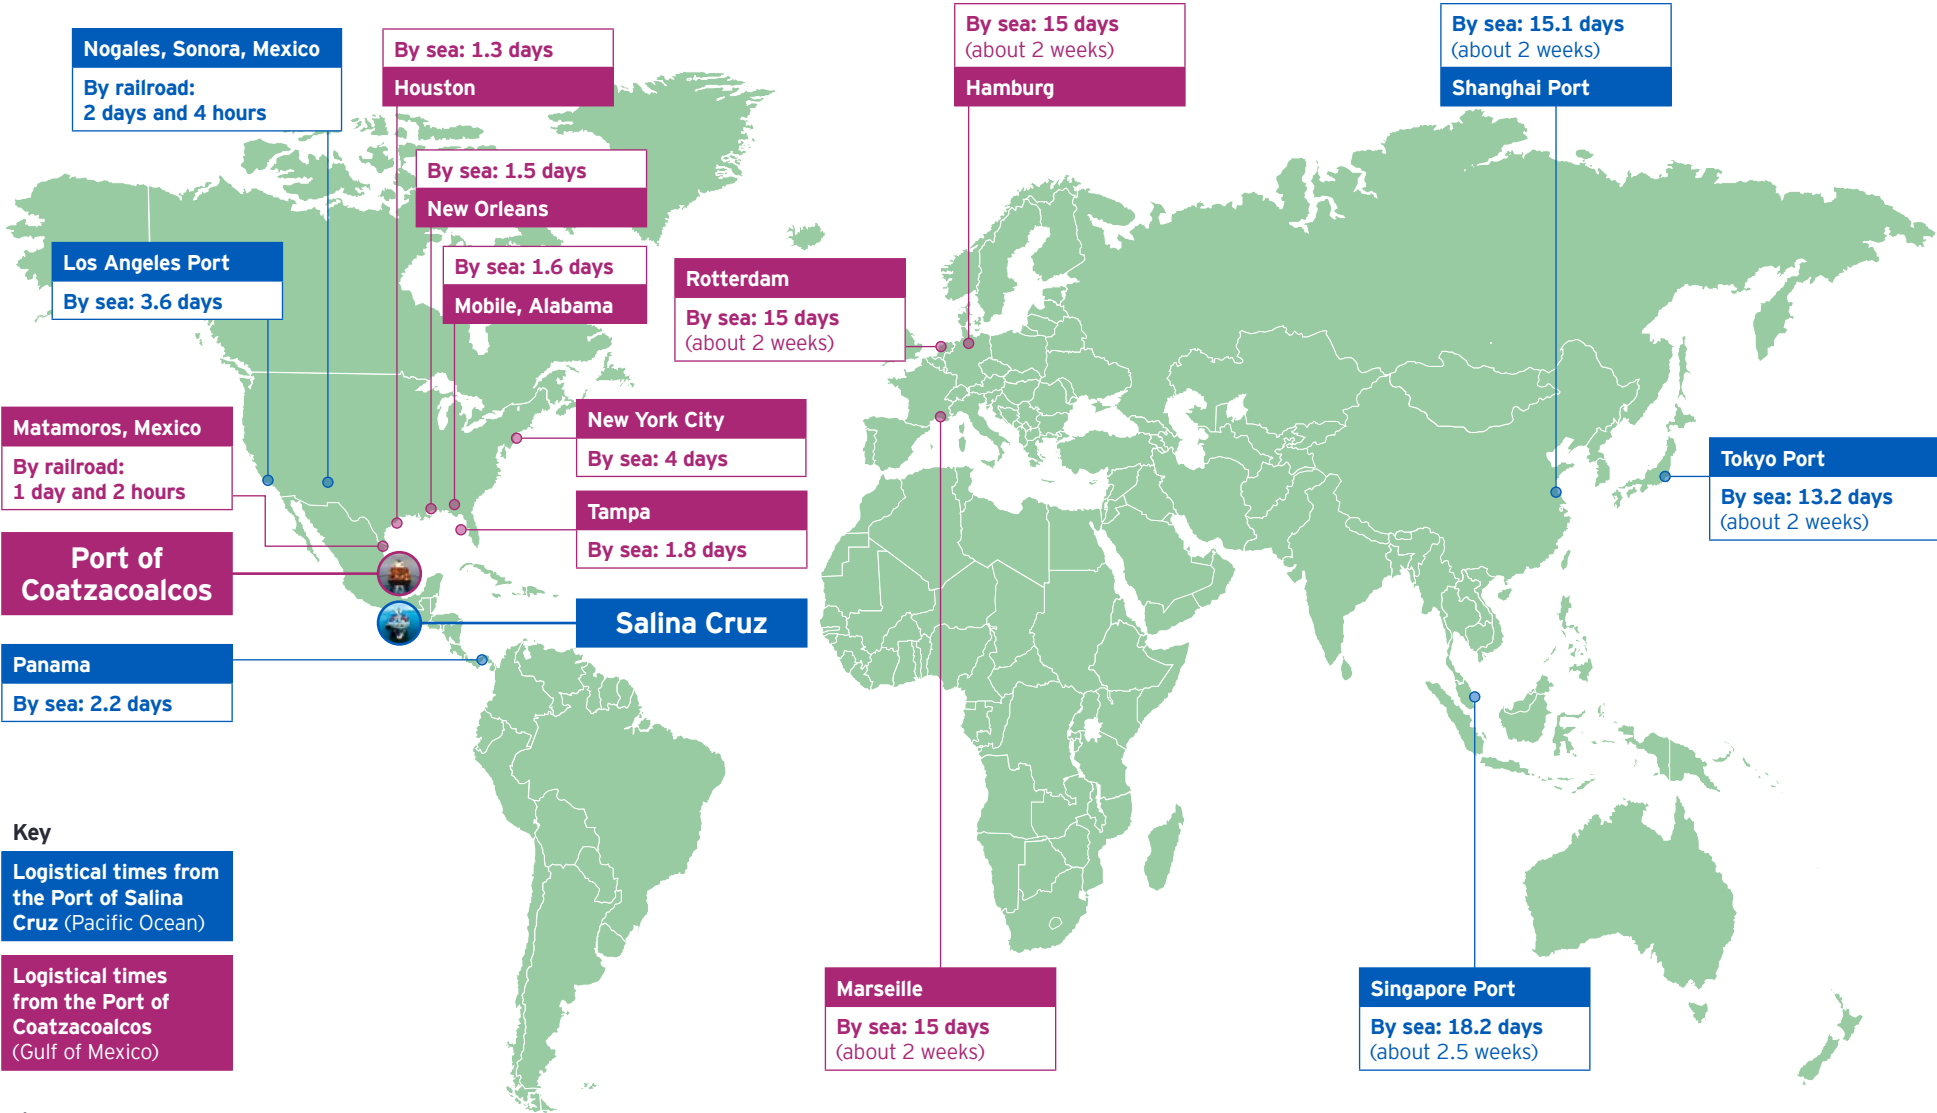 Nogales, Sonora, Mexico
By railroad:
2 days and 4 hours
By sea: 1.3 days
Houston
By sea: 15 days
(about 2 weeks)
Hamburg
By sea: 15.1 days
(about 2 weeks)
Shanghai Port
By sea: 1.5 days
New Orleans
Los Angeles Port
By sea: 3.6 days
By sea: 1.6 days
Mobile, Alabama
Rotterdam
By sea: 15 days
(about 2 weeks)
Matamoros, Mexico
By railroad:
1 day and 2 hours
New York City
By sea: 4 days
Tokyo Port
By sea: 13.2 days
(about 2 weeks)
Tampa
By sea: 1.8 days
Port of
Coatzacoalcos
Salina Cruz
Panama
By sea: 2.2 days
Key
Logistical times from
the Port of Salina
Cruz (Pacific Ocean)
Logistical times
from the Port of
Coatzacoalcos
(Gulf of Mexico)
Marseille
By sea: 15 days
(about 2 weeks)
Singapore Port
By sea: 18.2 days
(about 2.5 weeks)